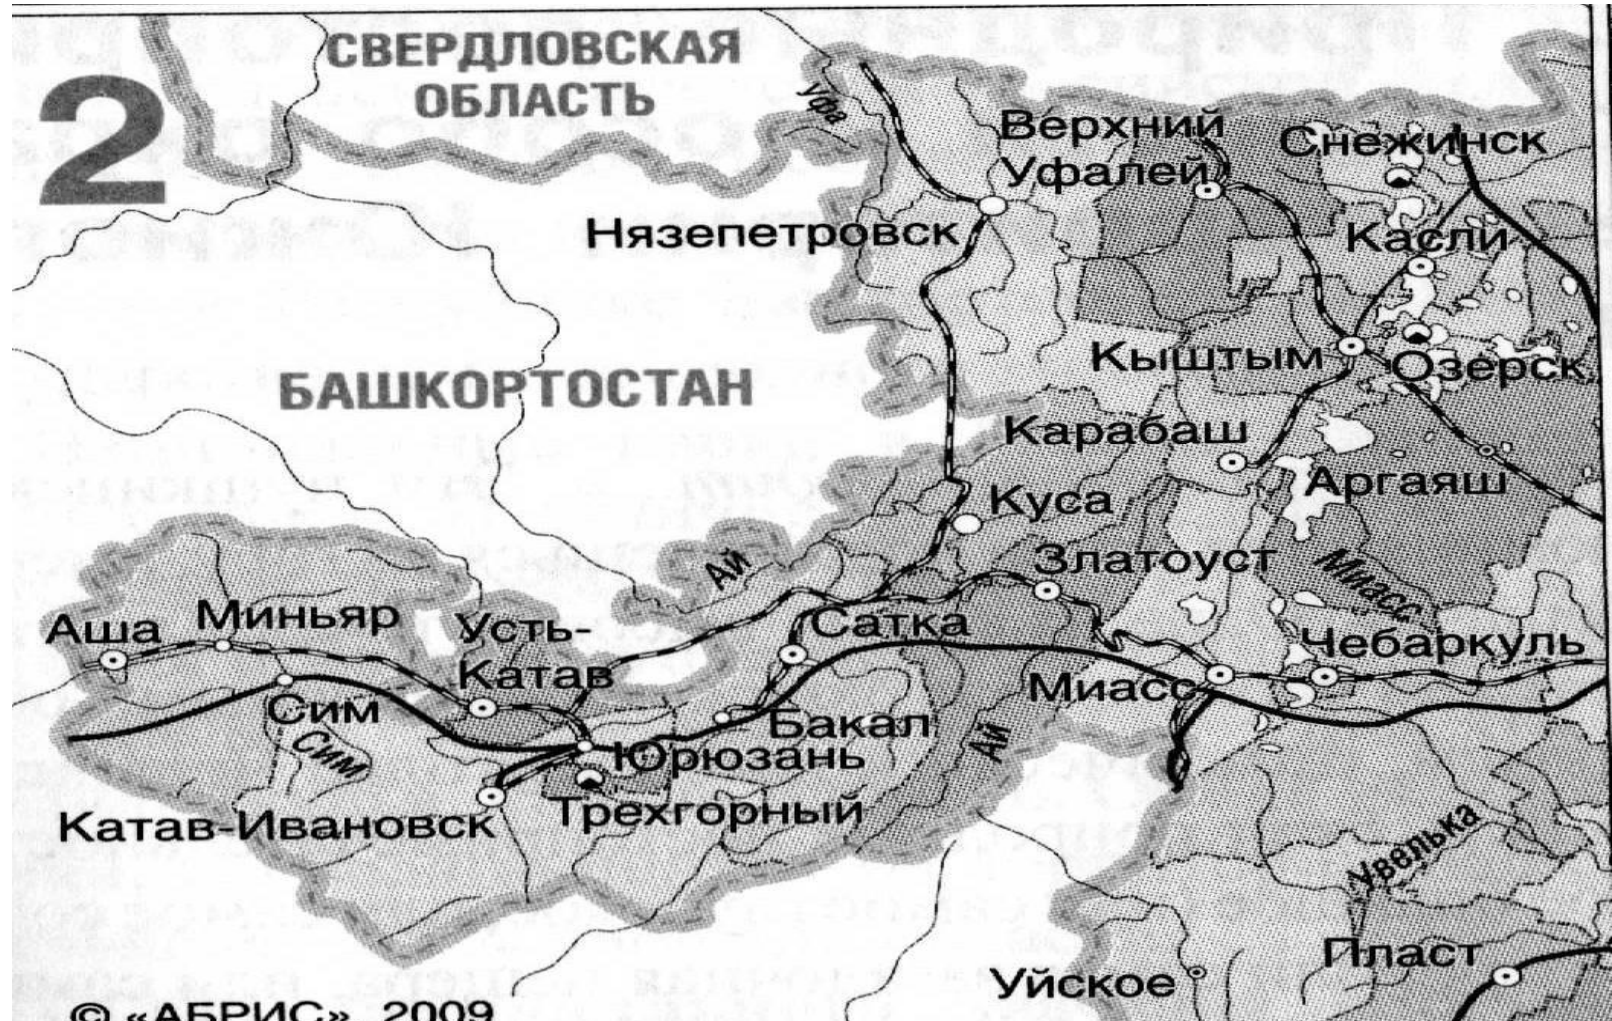 СВЕРДЛОВСКАЯ
ОБЛАСТЬ
2
Уфа
Верхний
Уфалей
Снежинск
Нязепетровск
Касли
Кыштым
Озерск
БАШКОРТОСТАН
Карабаш
Аргаяш
Куса
Ай
Златоуст
Миасс
Аша
Миньяр
Усть-
Катав
Сатка
Чебаркуль
Миасс
Сим
Сим
Бакал
Ай
Юрюзань
Трехгорный
Катав-Ивановск
Увелька
Пласт
Уйское
© «АБРИС», 2009